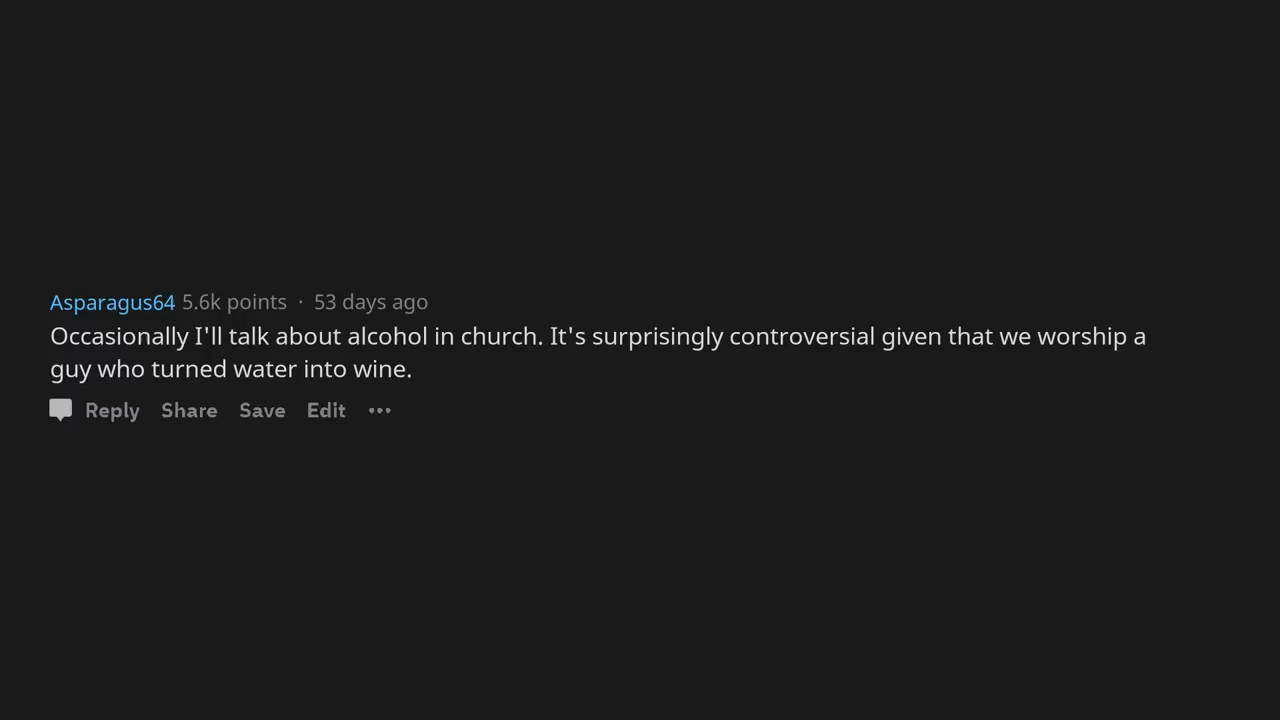 Asparagus64 5.6k points · 53 days ago
Occasionally I'll talk about alcohol in church. It's surprisingly controversial given that we worship a
guy who turned water into wine.
Reply Share Save Edit •••